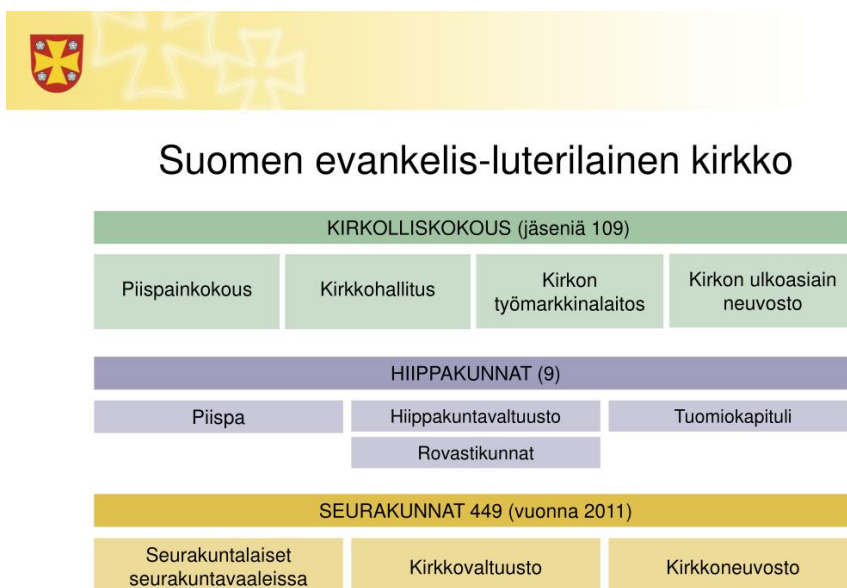 Suomen evankelis-luterilainen kirkko
KIRKOLLISKOKOUS (jäseniä 109)
Piispainkokous
Kirkkohallitus
Kirkon
työmarkkinalaitos
Kirkon ulkoasiain
neuvosto
HIIPPAKUNNAT (9)
Piispa
Hiippakuntavaltuusto
Tuomiokapituli
Rovastikunnat
SEURAKUNNAT 449 (vuonna 2011)
Seurakuntalaiset
seurakuntavaaleissa
Kirkkovaltuusto
Kirkkoneuvosto